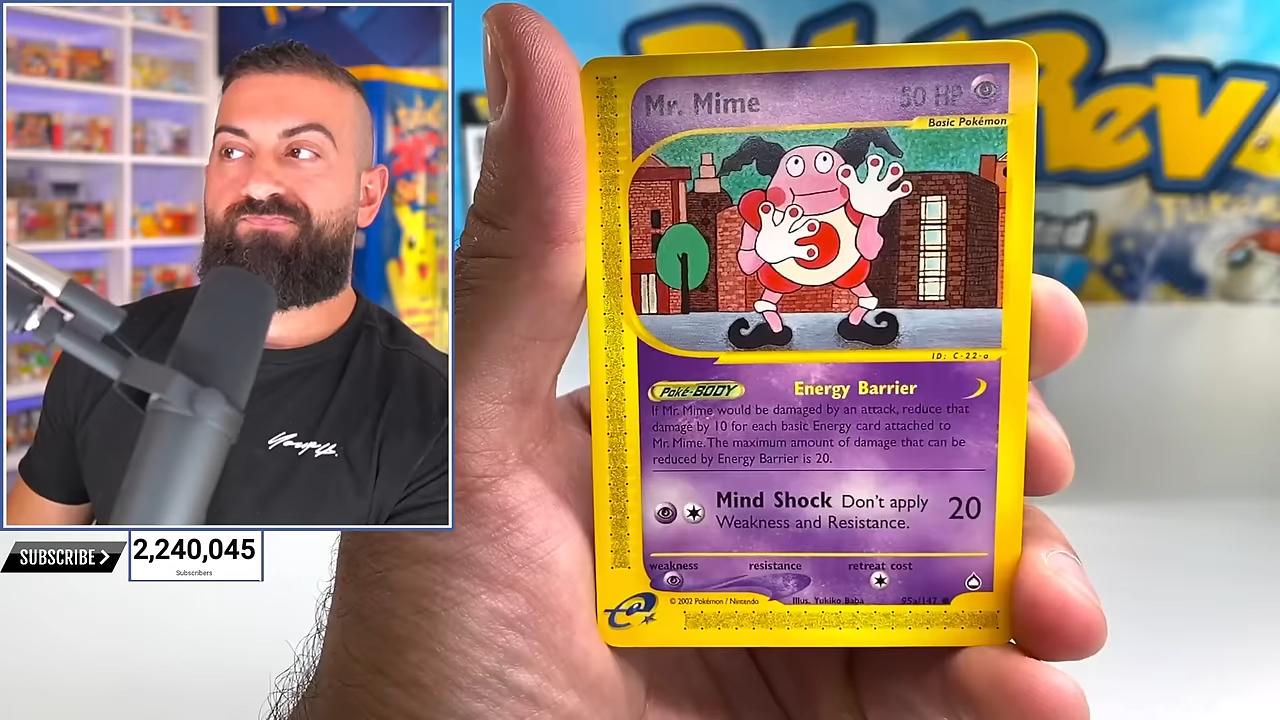 SUBSCRIBE >
2,240,045
Subscribers
Mr. Mime 50 HP
Basic Pokémon
ID: C-22-a
Poké-BODY Energy Barrier
If Mr. Mime would be damaged by an attack, reduce that
damage by 10 for each basic Energy card attached to
Mr. Mime. The maximum amount of damage that can be
reduced by Energy Barrier is 20.
Mind Shock Don't apply 20
Weakness and Resistance.
weakness resistance retreat cost
© 2002 Pokémon / Nintendo Illus. Yukiko Baba 95a/147
e
Rev